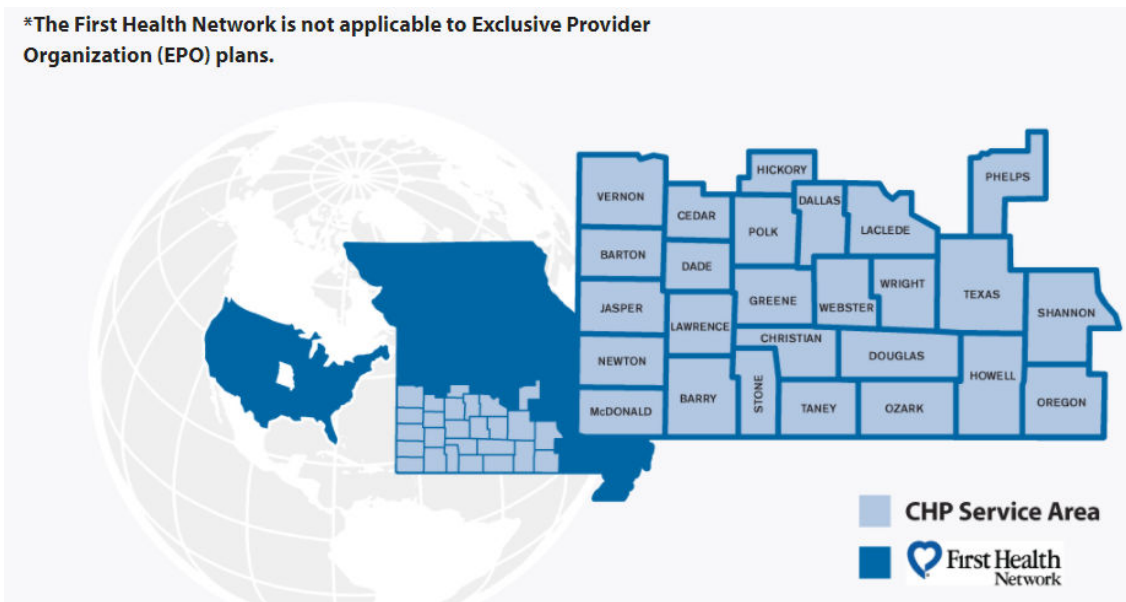 *The First Health Network is not applicable to Exclusive Provider
Organization (EPO) plans.
HICKORY
PHELPS
VERNON
DALLAS
CEDAR
POLK
LACLEDE
BARTON
DADE
WRIGHT
TEXAS
GREENE
WEBSTER
JASPER
SHANNON
LAWRENCE
CHRISTIAN
NEWTON
DOUGLAS
HOWELL
BARRY
STONE
McDONALD
TANEY
OZARK
OREGON
CHP Service Area
First Health
Network